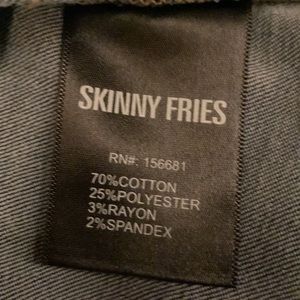 SKINNY FRIES
RN#: 156681
70%COTTON
25%POLYESTER
3%RAYON
2%SPANDEX